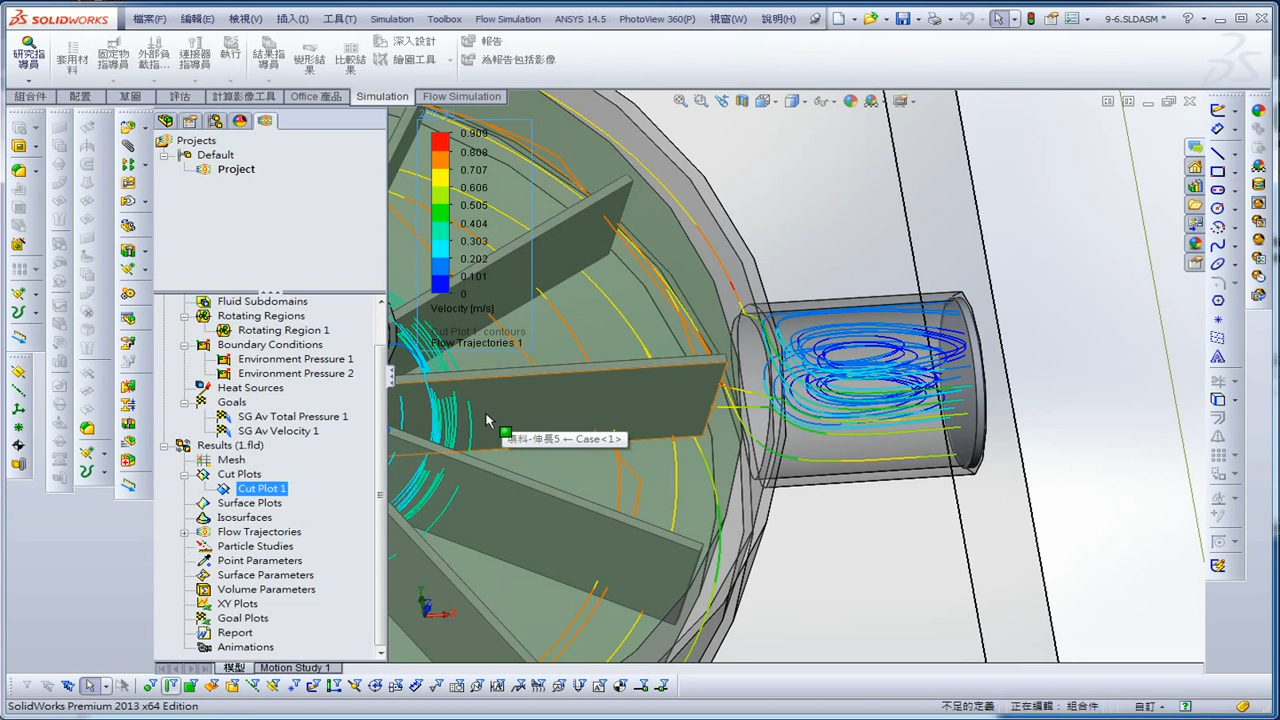 SOLIDWORKS 檔案(F) 編輯(E) 檢視(V) 插入(I) 工具(T) Simulation Toolbox Flow Simulation ANSYS 14.5 PhotoView 360(P) 視窗(W) 說明(H) 9-6.SLDASM *
研究指導員 套用材料 固定物指導員 外部負載指... 連接器指導員 執行 結果指導員 變形結果 比較結果 深入設計 繪圖工具 報告 為報告包括影像
組合件 配置 草圖 評估 計算影像工具 Office 產品 Simulation Flow Simulation
Projects
Default
Project
Fluid Subdomains
Rotating Regions
Rotating Region 1
Boundary Conditions
Environment Pressure 1
Environment Pressure 2
Heat Sources
Goals
SG Av Total Pressure 1
SG Av Velocity 1
Results (1.fld)
Mesh
Cut Plots
Cut Plot 1
Surface Plots
Isosurfaces
Flow Trajectories
Particle Studies
Point Parameters
Surface Parameters
Volume Parameters
XY Plots
Goal Plots
Report
Animations
0.909
0.808
0.707
0.606
0.505
0.404
0.303
0.202
0.101
0
Velocity [m/s]
Cut Plot 1: contours
Flow Trajectories 1
填料-伸長5 ← Case<1>
Y
X
模型 Motion Study 1
SolidWorks Premium 2013 x64 Edition 不足的定義 正在編輯: 組合件 自訂